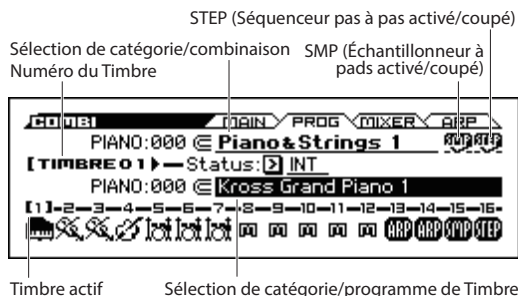 STEP (Séquenceur pas à pas activé/coupé)
Sélection de catégorie/combinaison
SMP (Échantillonneur à
pads activé/coupé)
Numéro du Timbre
COMBI MAIN PROG MIXER ARP
PIANO:000 Piano&Strings 1 SMP STEP
[TIMBRE01] Status: INT
PIANO:000 Kross Grand Piano 1
[1]-2-3-4-5-6-7-8-9-10-11-12-13-14-15-16-
ARP ARP SMP STEP
Timbre actif
Sélection de catégorie/programme de Timbre